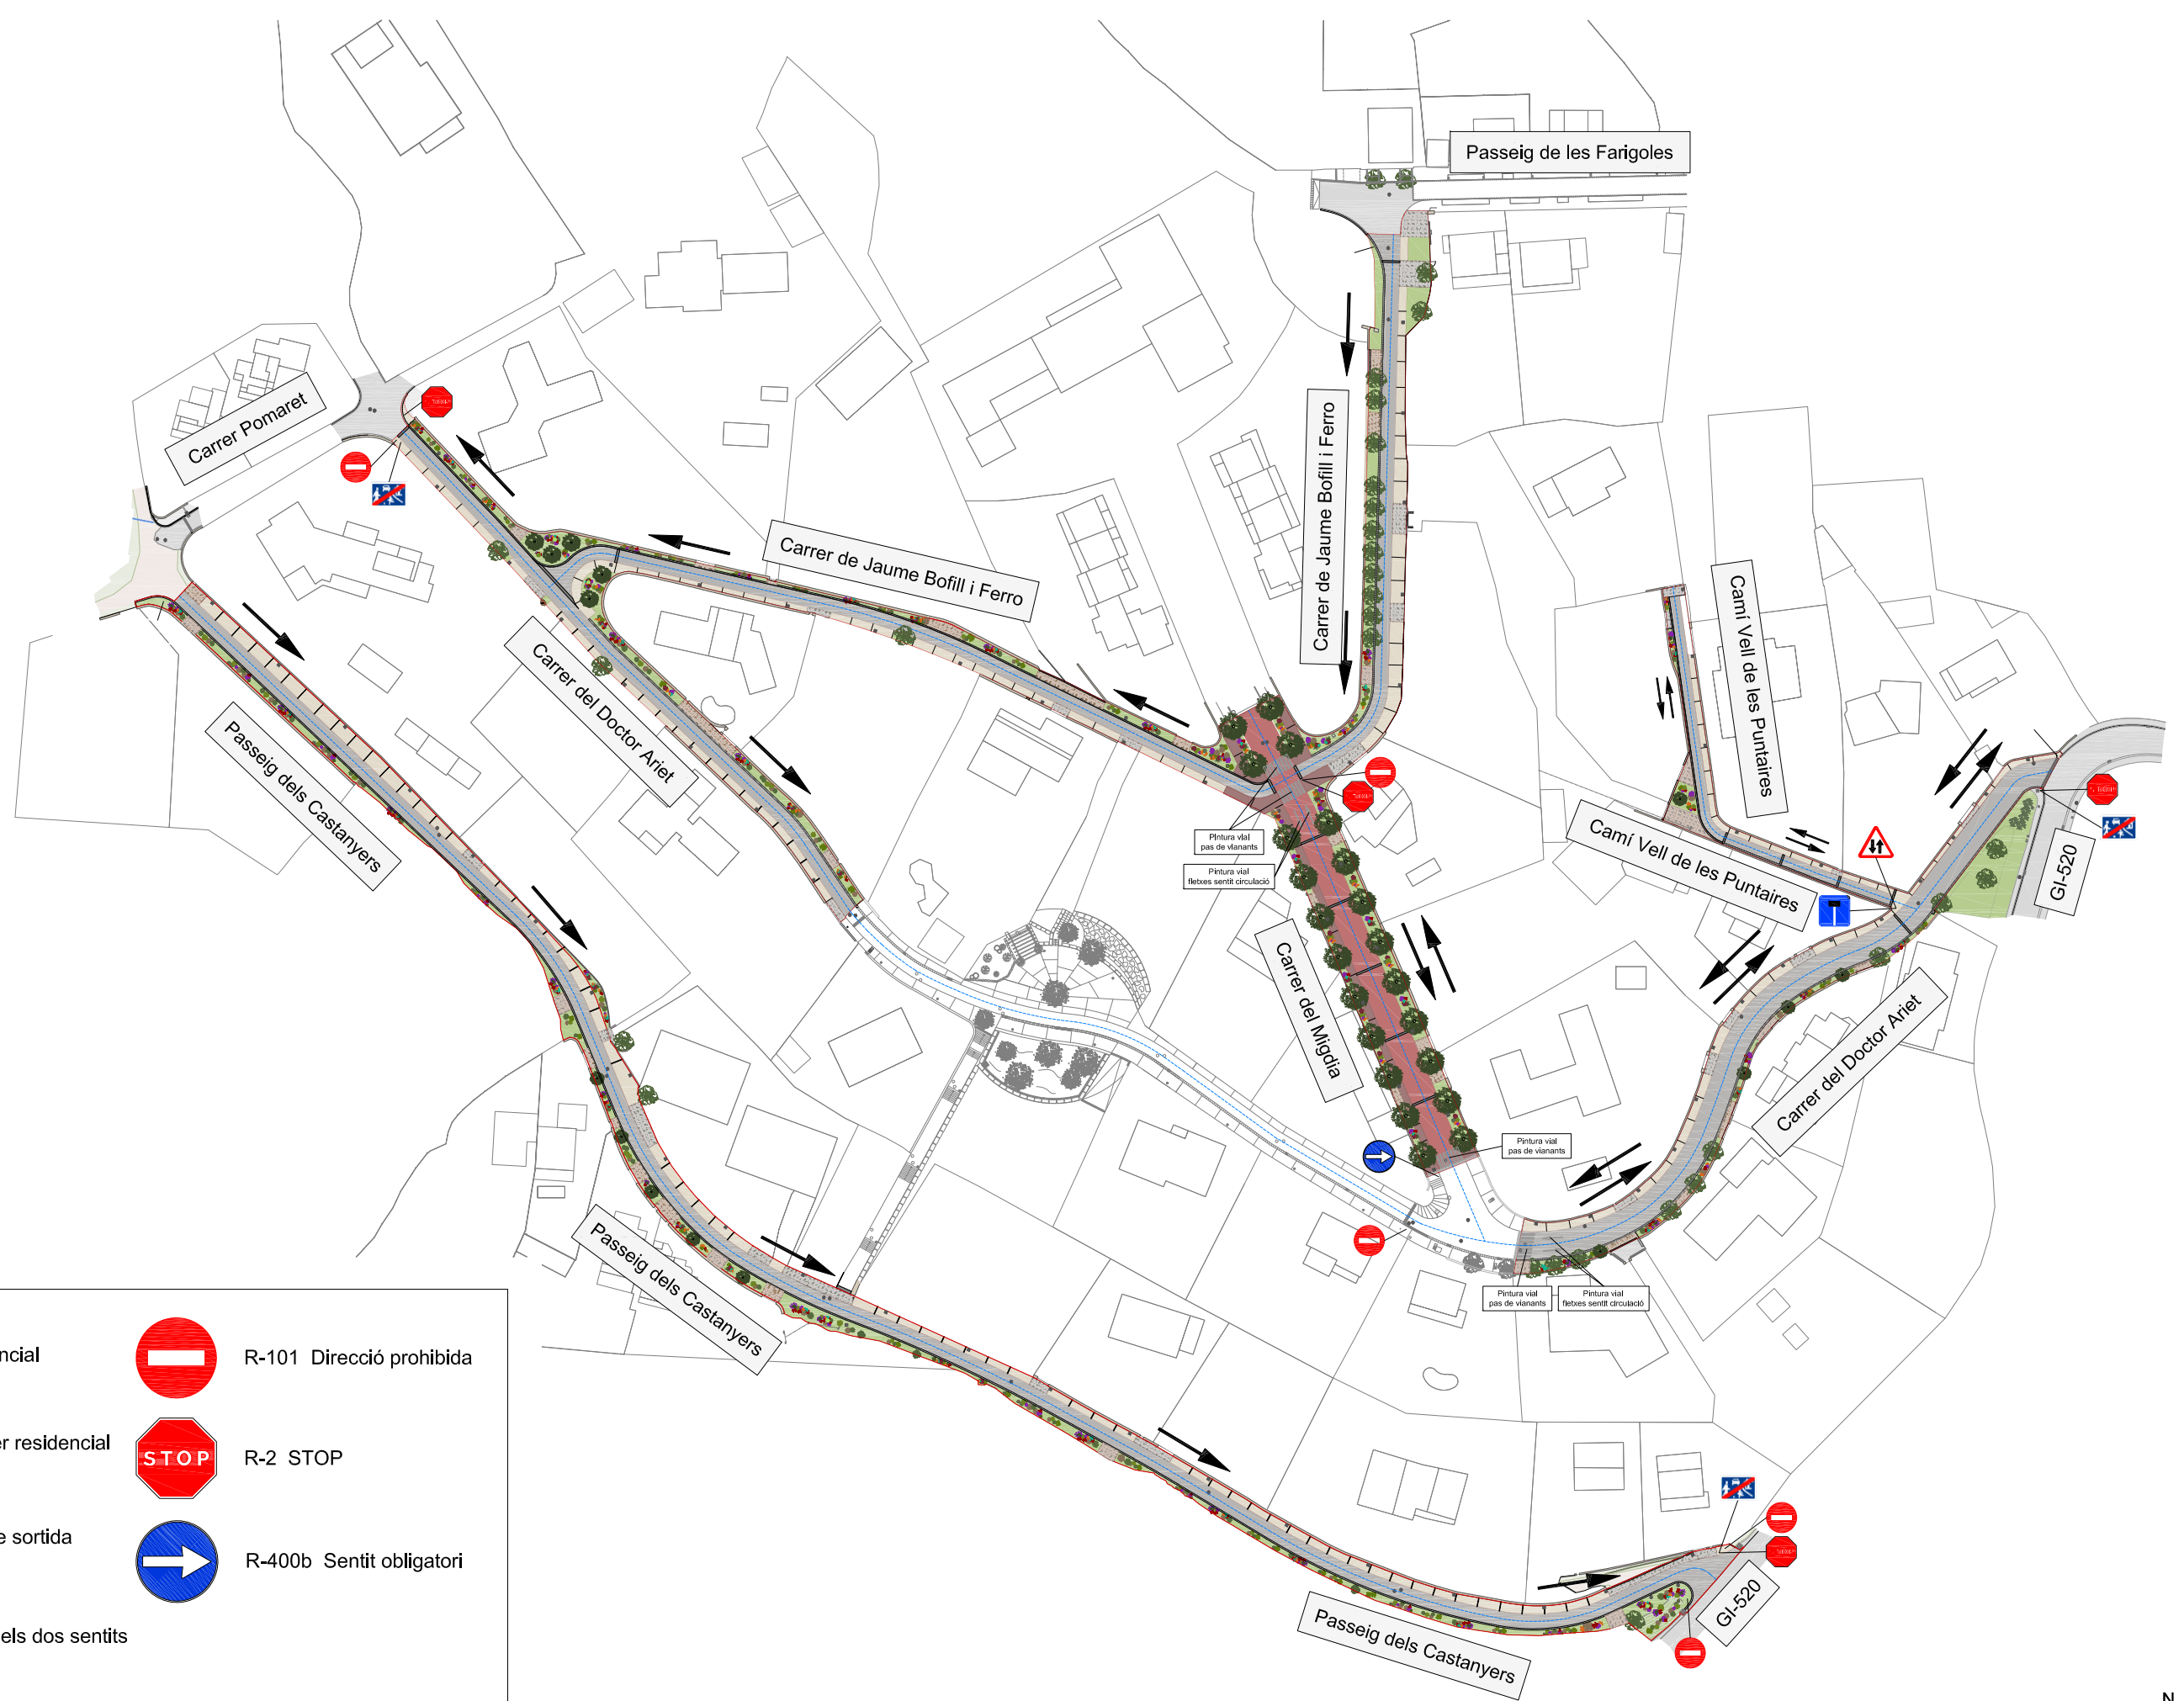 Passeig de les Farigoles
Carrer Pomaret
Carrer de Jaume Bofill i Ferro
Carrer de Jaume Bofill i Ferro
Camí Vell de les Puntaires
Carrer del Doctor Ariet
Passeig dels Castanyers
Pintura vial
pas de vianants
Pintura vial
fletxes sentit circulació
Camí Vell de les Puntaires
GI-520
Carrer del Migdia
Carrer del Doctor Ariet
Pintura vial
pas de vianants
Passeig dels Castanyers
Pintura vial
pas de vianants
Pintura vial
fletxes sentit circulació
GI-520
Passeig dels Castanyers
ncial
R-101 Direcció prohibida
er residencial
STOP
R-2 STOP
e sortida
R-400b Sentit obligatori
els dos sentits
N